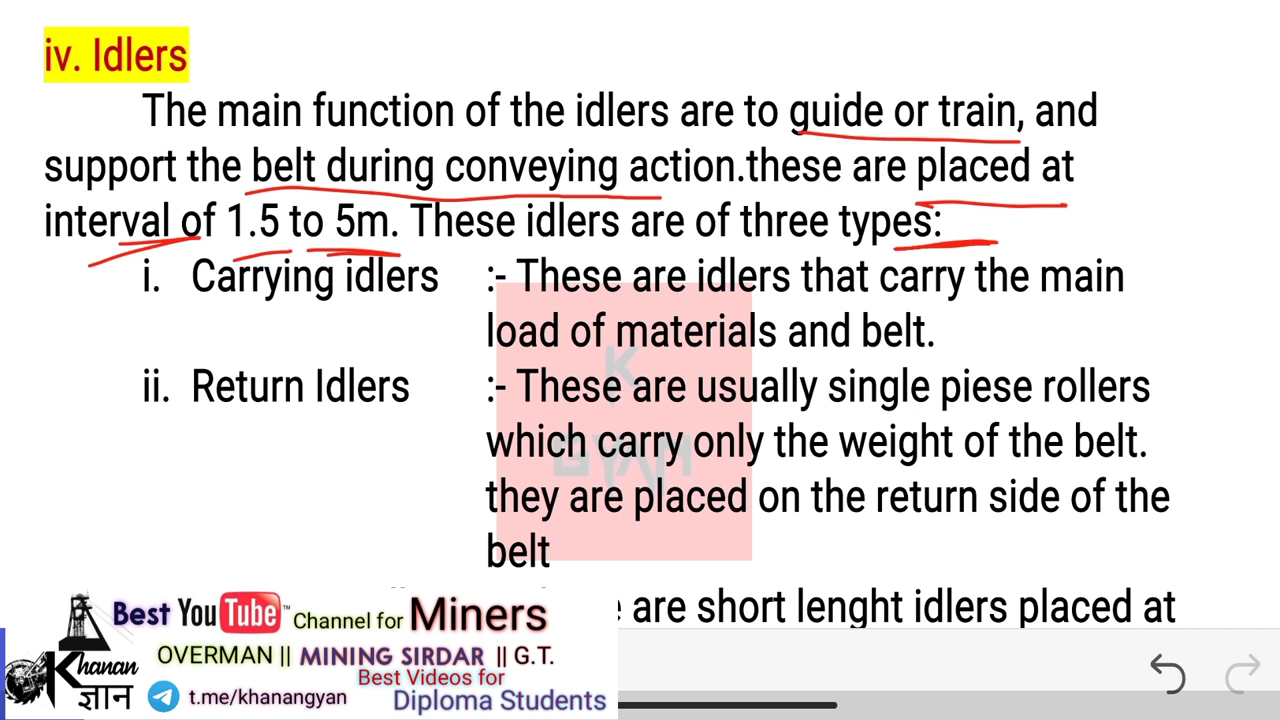 iv. Idlers
The main function of the idlers are to guide or train, and
support the belt during conveying action.these are placed at
interval of 1.5 to 5m. These idlers are of three types:
i. Carrying idlers :- These are idlers that carry the main
load of materials and belt.
ii. Return Idlers :- These are usually single piese rollers
which carry only the weight of the belt.
they are placed on the return side of the
belt
are short lenght idlers placed at
K
GYAN
Best YouTube™ Channel for Miners
OVERMAN || MINING SIRDAR || G.T.
Best Videos for
Diploma Students
Khanan
ज्ञान
t.me/khanangyan